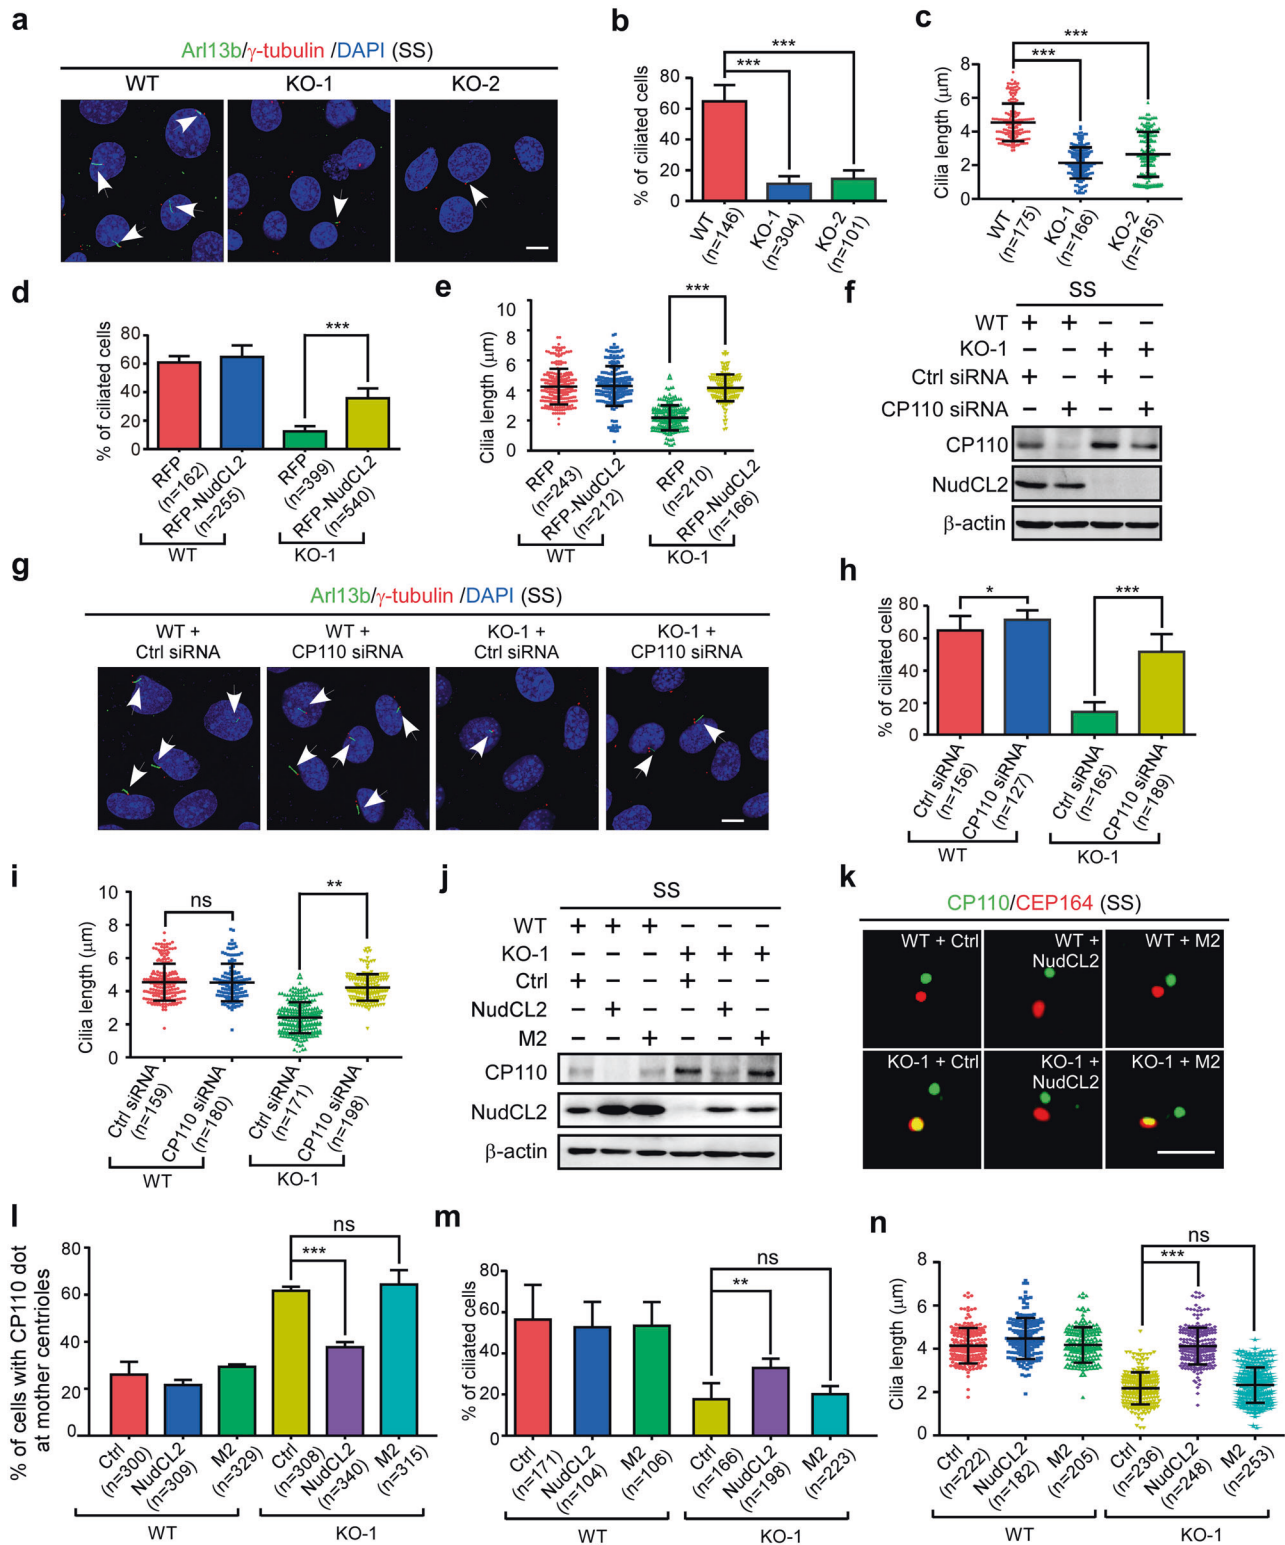 a
Arl13b/γ-tubulin /DAPI (SS)
WT KO-1 KO-2
b
% of ciliated cells
80
60
40
20
0
*** ***
WT (n=146)
KO-1 (n=304)
KO-2 (n=101)
c
Cilia length (μm)
8
6
4
2
0
*** ***
WT (n=175)
KO-1 (n=166)
KO-2 (n=165)
d
% of ciliated cells
80
60
40
20
0
***
RFP (n=162)
RFP-NudCL2 (n=255)
RFP (n=399)
RFP-NudCL2 (n=540)
WT KO-1
e
Cilia length (μm)
10
8
6
4
2
0
***
RFP (n=243)
RFP-NudCL2 (n=212)
RFP (n=210)
RFP-NudCL2 (n=166)
WT KO-1
f
SS
WT + + − −
KO-1 − − + +
Ctrl siRNA + − + −
CP110 siRNA − + − +
CP110
NudCL2
β-actin
g
Arl13b/γ-tubulin /DAPI (SS)
WT + Ctrl siRNA
WT + CP110 siRNA
KO-1 + Ctrl siRNA
KO-1 + CP110 siRNA
h
% of ciliated cells
80
60
40
20
0
* ***
Ctrl siRNA (n=156)
CP110 siRNA (n=127)
Ctrl siRNA (n=165)
CP110 siRNA (n=189)
WT KO-1
i
Cilia length (μm)
10
8
6
4
2
0
ns **
Ctrl siRNA (n=159)
CP110 siRNA (n=180)
Ctrl siRNA (n=171)
CP110 siRNA (n=198)
WT KO-1
j
SS
WT + + + − − −
KO-1 − − − + + +
Ctrl + − − + − −
NudCL2 − + − − + −
M2 − − + − − +
CP110
NudCL2
β-actin
k
CP110/CEP164 (SS)
WT + Ctrl
WT + NudCL2
WT + M2
KO-1 + Ctrl
KO-1 + NudCL2
KO-1 + M2
l
% of cells with CP110 dot
at mother centrioles
80
60
40
20
0
*** ns
Ctrl (n=300)
NudCL2 (n=309)
M2 (n=329)
Ctrl (n=308)
NudCL2 (n=340)
M2 (n=315)
WT KO-1
m
% of ciliated cells
80
60
40
20
0
** ns
Ctrl (n=171)
NudCL2 (n=104)
M2 (n=106)
Ctrl (n=166)
NudCL2 (n=198)
M2 (n=223)
WT KO-1
n
Cilia length (μm)
8
6
4
2
0
*** ns
Ctrl (n=222)
NudCL2 (n=182)
M2 (n=205)
Ctrl (n=236)
NudCL2 (n=248)
M2 (n=253)
WT KO-1